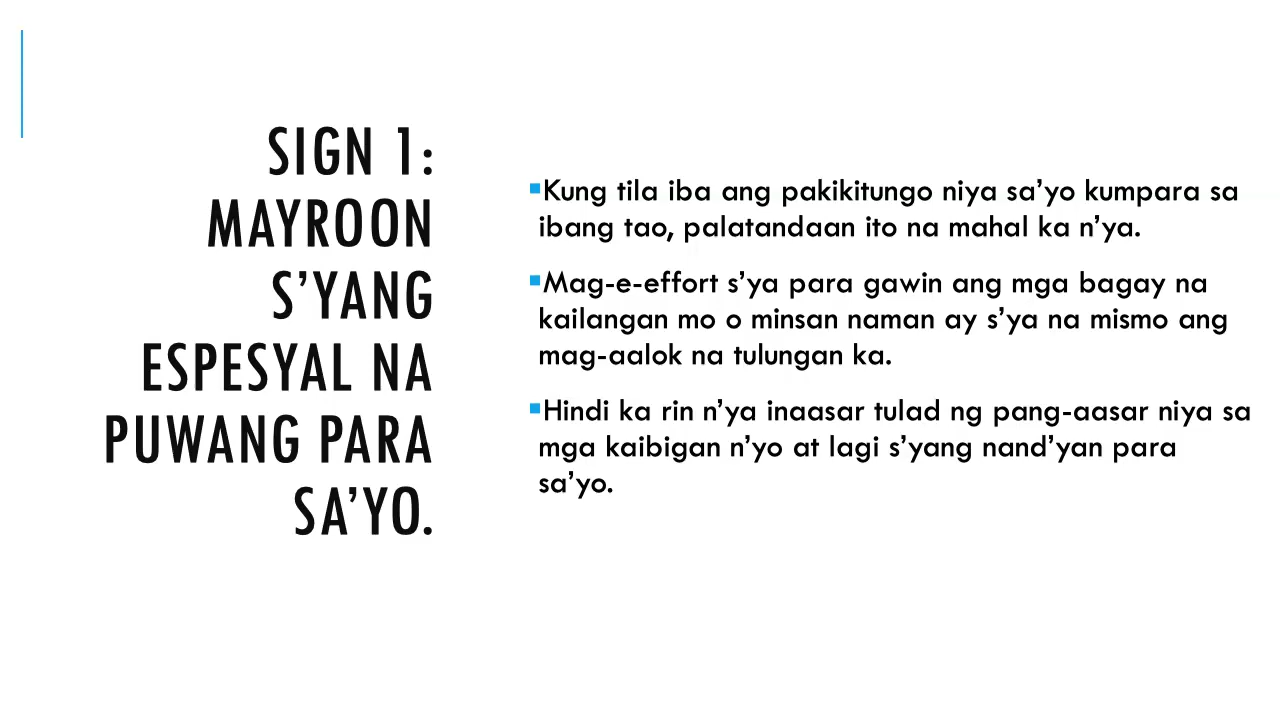 SIGN 1:
MAYROON
S’YANG
ESPESYAL NA
PUWANG PARA
SA’YO.
▪Kung tila iba ang pakikitungo niya sa’yo kumpara sa
ibang tao, palatandaan ito na mahal ka n’ya.
▪Mag-e-effort s’ya para gawin ang mga bagay na
kailangan mo o minsan naman ay s’ya na mismo ang
mag-aalok na tulungan ka.
▪Hindi ka rin n’ya inaasar tulad ng pang-aasar niya sa
mga kaibigan n’yo at lagi s’yang nand’yan para
sa’yo.